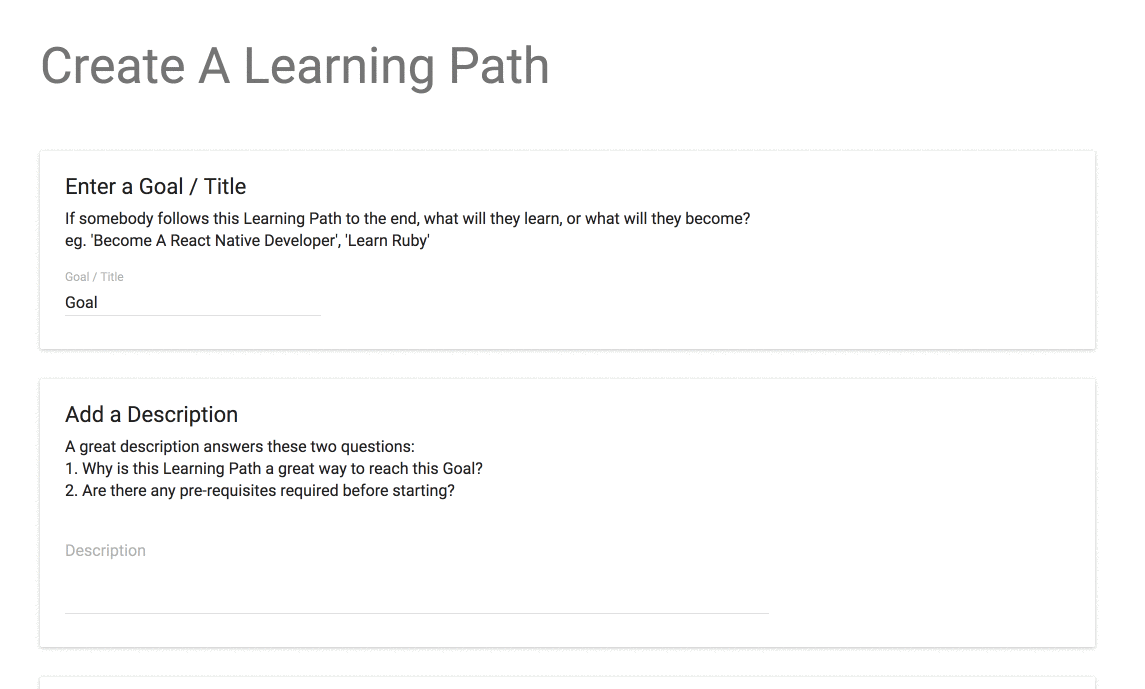 Create A Learning Path
Enter a Goal / Title
If somebody follows this Learning Path to the end, what will they learn, or what will they become?
eg. 'Become A React Native Developer', 'Learn Ruby'
Goal / Title
Goal
Add a Description
A great description answers these two questions:
1. Why is this Learning Path a great way to reach this Goal?
2. Are there any pre-requisites required before starting?
Description